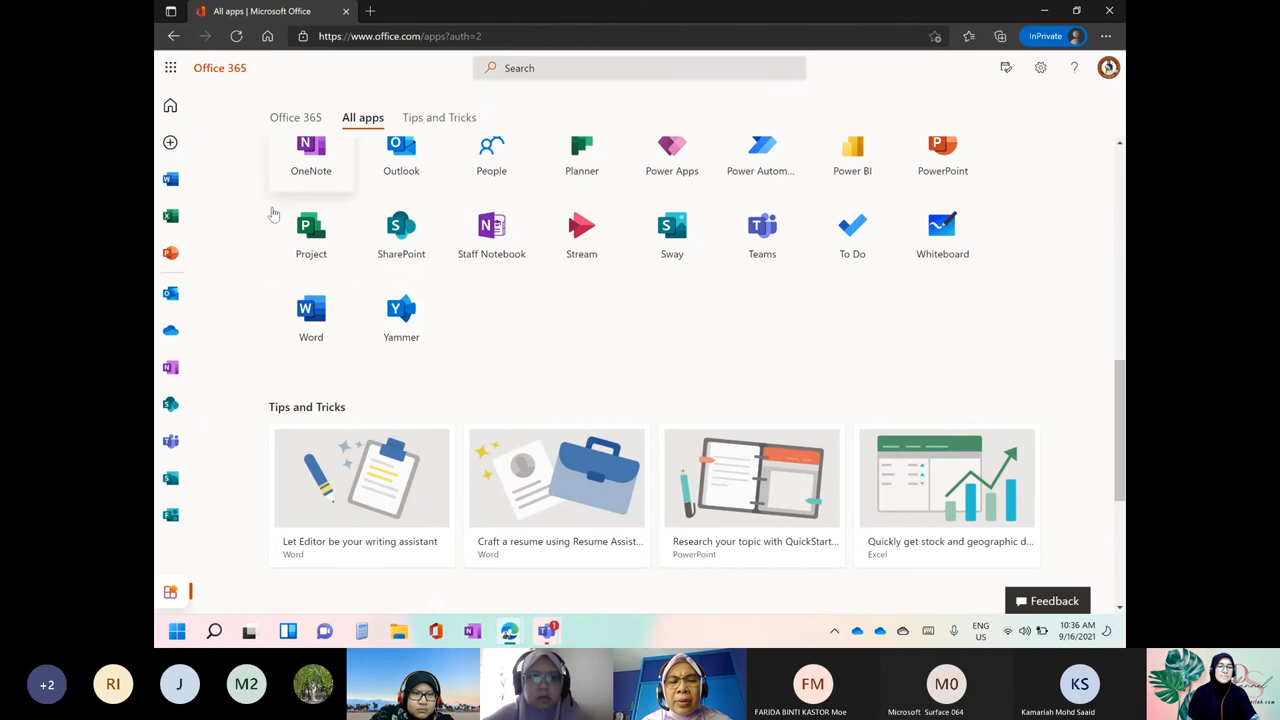 All apps | Microsoft Office
https://www.office.com/apps?auth=2
InPrivate
Office 365
Search
Office 365 All apps Tips and Tricks
OneNote Outlook People Planner Power Apps Power Autom... Power BI PowerPoint
Project SharePoint Staff Notebook Stream Sway Teams To Do Whiteboard
Word Yammer
Tips and Tricks
Let Editor be your writing assistant
Word
Craft a resume using Resume Assist...
Word
Research your topic with QuickStart...
PowerPoint
Quickly get stock and geographic d...
Excel
Feedback
ENG
US
10:36 AM
9/16/2021
+2 RI J M2 FM M0 KS
FARIDA BINTI KASTOR Moe
Microsoft Surface 064
Kamariah Mohd Saaid